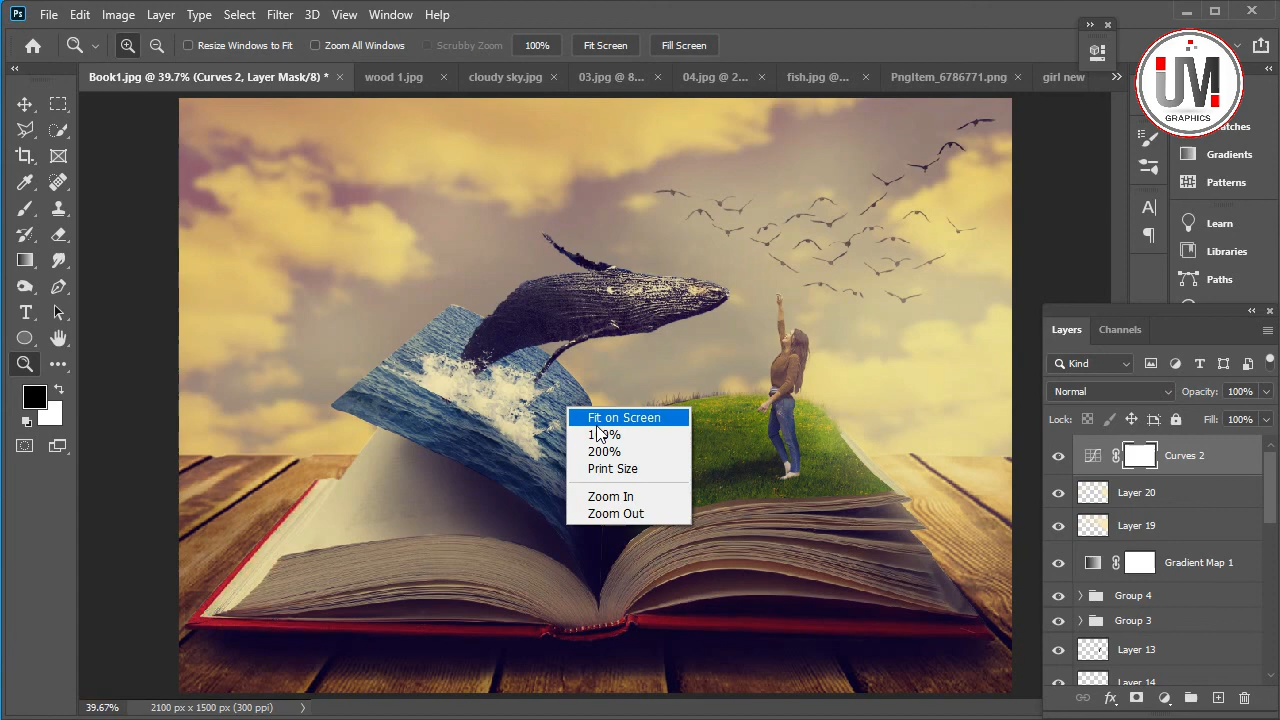 Ps File Edit Image Layer Type Select Filter 3D View Window Help
Resize Windows to Fit Zoom All Windows Scrubby Zoom 100% Fit Screen Fill Screen
Book1.jpg @ 39.7% (Curves 2, Layer Mask/8) * × wood 1.jpg × cloudy sky.jpg × 03.jpg @ 8... × 04.jpg @ 2... × fish.jpg @... × PngItem_6786771.png × girl new
UM
GRAPHICS
Gradients
Patterns
Learn
Libraries
Paths
Fit on Screen
200%
Print Size
Zoom In
Zoom Out
Layers Channels
Kind
Normal Opacity: 100%
Lock: Fill: 100%
Curves 2
Layer 20
Layer 19
Gradient Map 1
Group 4
Group 3
Layer 13
Layer 14
39.67% 2100 px x 1500 px (300 ppi)